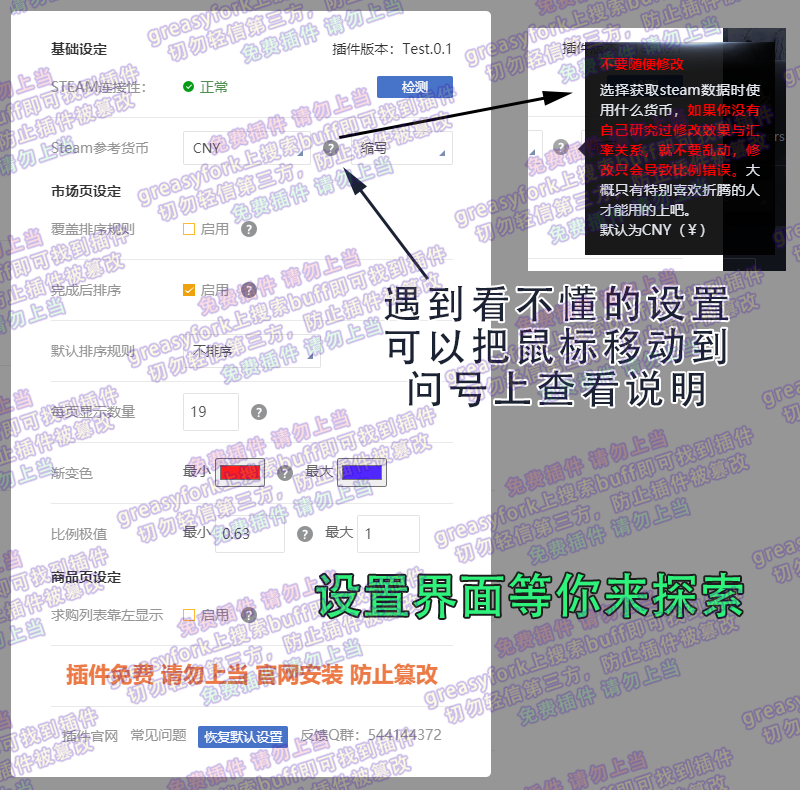 基础设定
插件版本：Test.0.1
STEAM连接性：
正常
检测
Steam参考货币
CNY
?
缩写
市场页设定
覆盖排序规则
启用
?
完成后排序
启用
?
默认排序规则
不排序
每页显示数量
19
?
渐变色
最小
?
最大
比例极值
最小
0.63
?
最大
1
商品页设定
求购列表靠左显示
启用
?
插件免费 请勿上当 官网安装 防止篡改
插件官网
常见问题
恢复默认设置
反馈Q群：544144372
不要随便修改
选择获取steam数据时使
用什么货币，如果你没有
自己研究过修改效果与汇
率关系，就不要乱动，修
改只会导致比例错误。大
概只有特别喜欢折腾的人
才能用的上吧。
默认为CNY（¥）
遇到看不懂的设置
可以把鼠标移动到
问号上查看说明
设置界面等你来探索
greasyfork上搜索buff即可找到插件
切勿轻信第三方，防止插件被篡改
免费插件 请勿上当